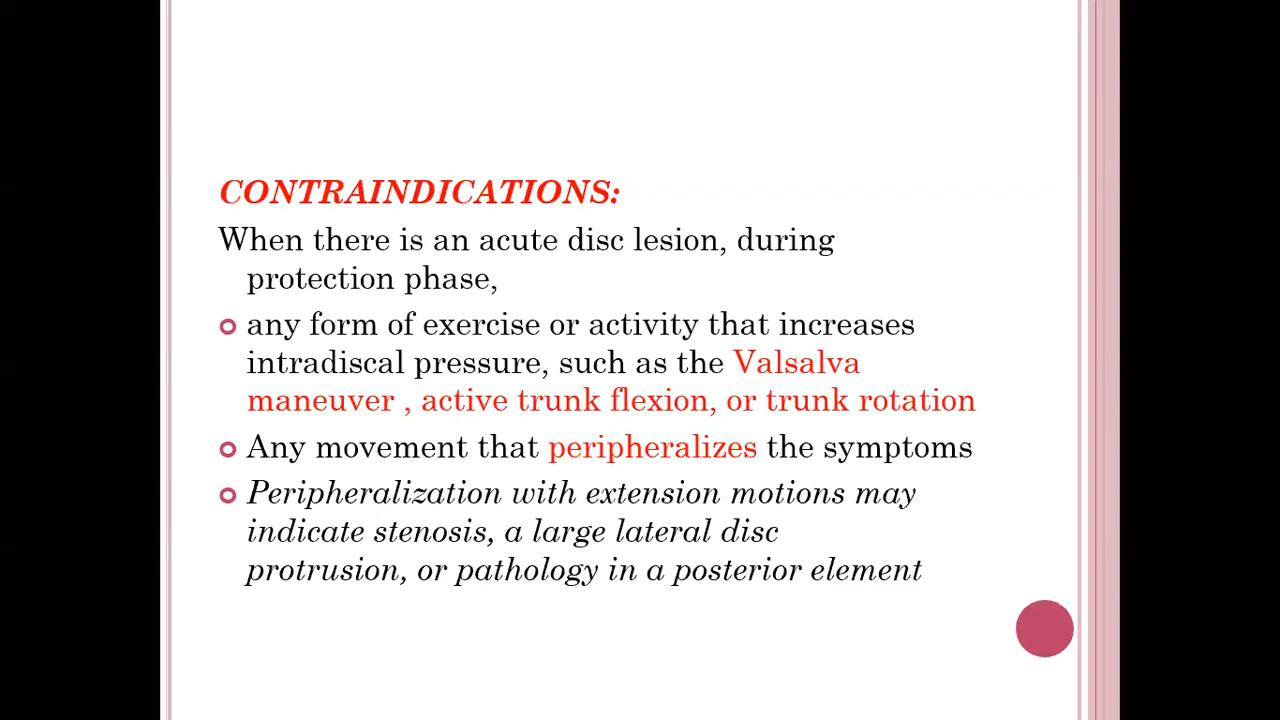 CONTRAINDICATIONS:
When there is an acute disc lesion, during
protection phase,
any form of exercise or activity that increases
intradiscal pressure, such as the Valsalva
maneuver , active trunk flexion, or trunk rotation
Any movement that peripheralizes the symptoms
Peripheralization with extension motions may
indicate stenosis, a large lateral disc
protrusion, or pathology in a posterior element